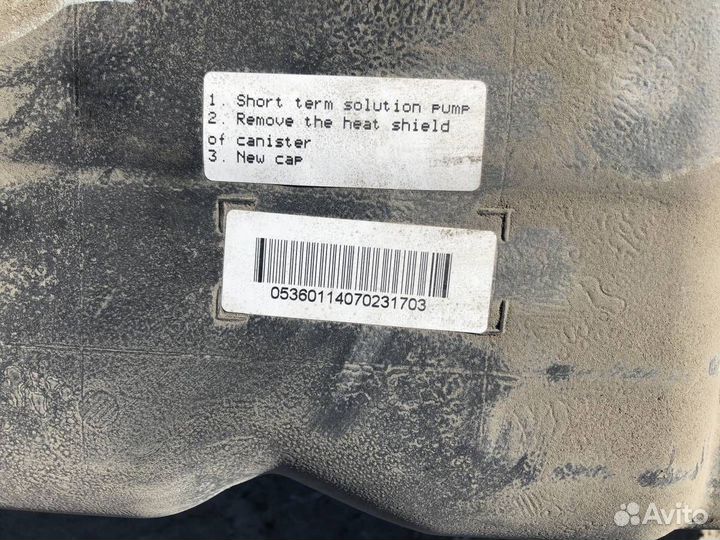 1. Short term solution pump
2. Remove the heat shield
of canister
3. New cap
05360114070231703
Avito